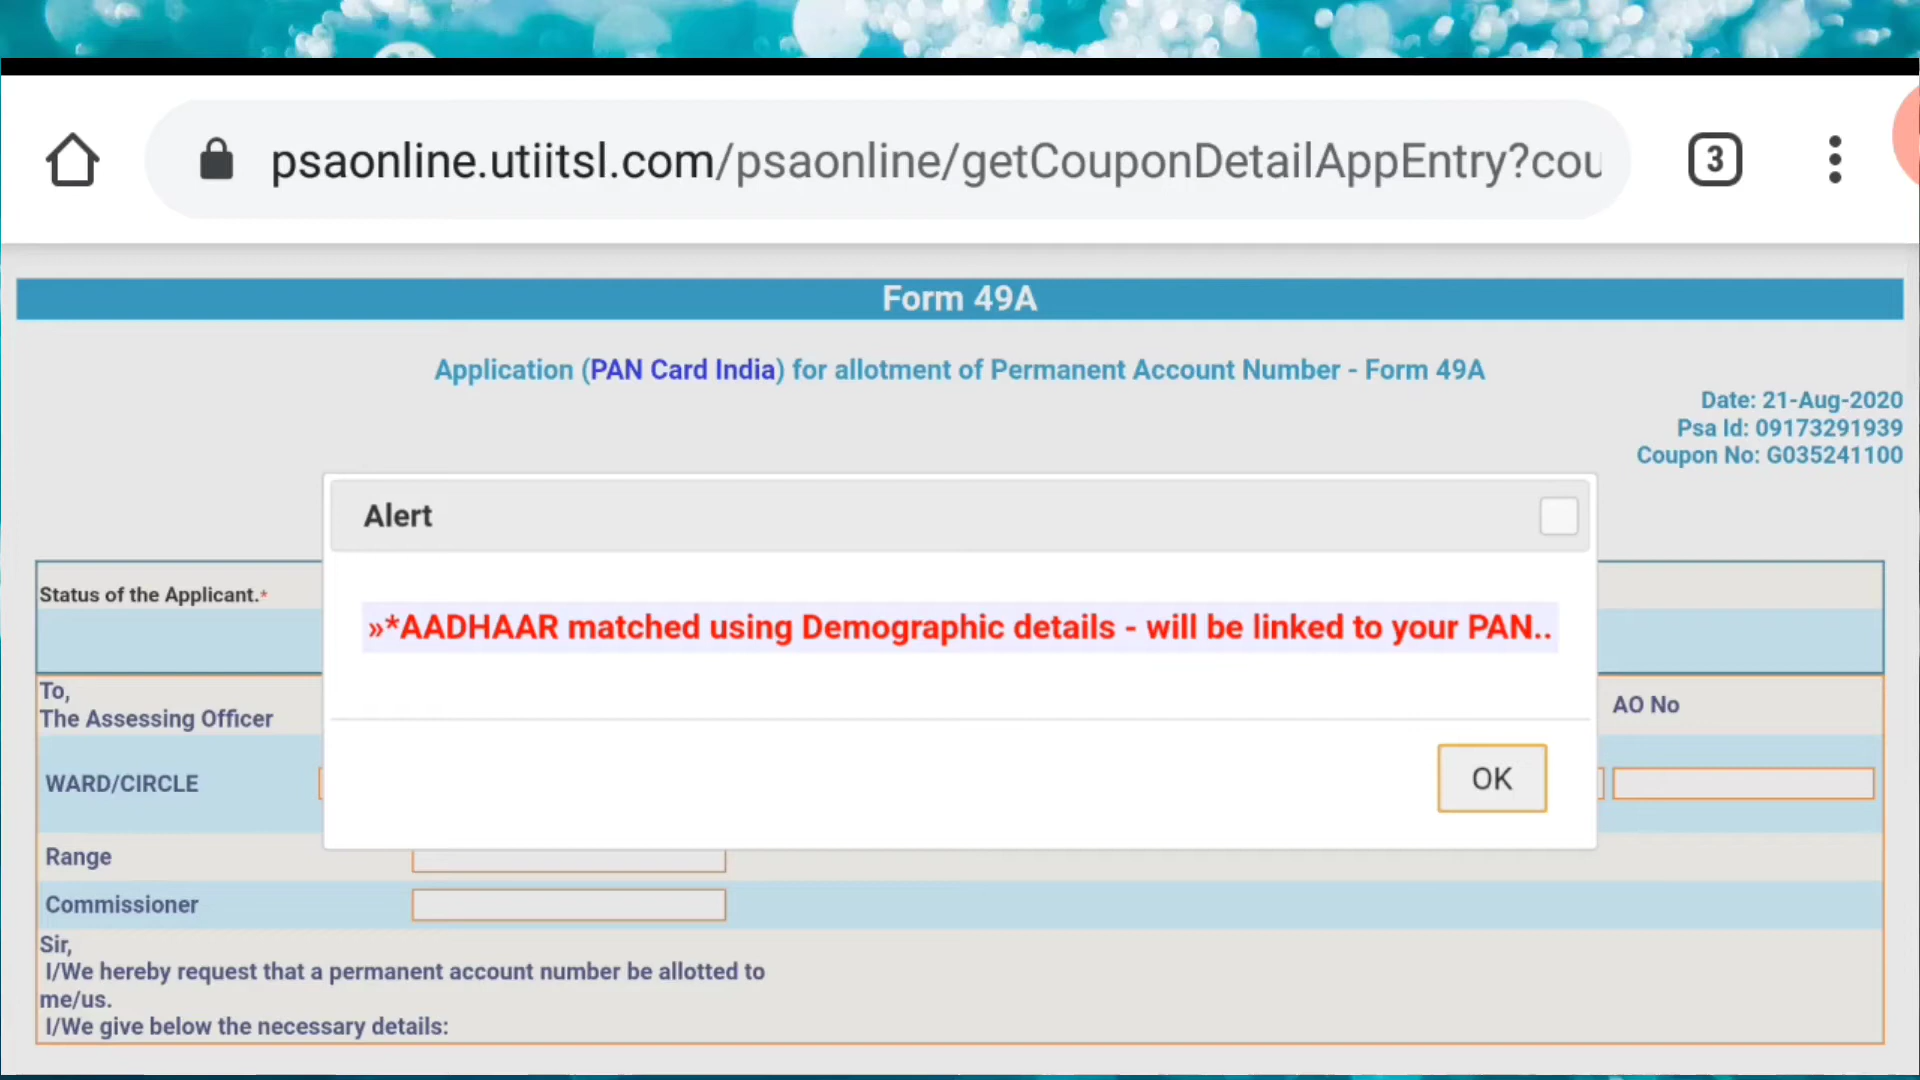 psaonline.utiitsl.com/psaonline/getCouponDetailAppEntry?cou
3
Form 49A
Application (PAN Card India) for allotment of Permanent Account Number - Form 49A
Date: 21-Aug-2020
Psa Id: 09173291939
Coupon No: G035241100
Alert
»*AADHAAR matched using Demographic details - will be linked to your PAN..
OK
Status of the Applicant.*
To,
The Assessing Officer
AO No
WARD/CIRCLE
Range
Commissioner
Sir,
I/We hereby request that a permanent account number be allotted to
me/us.
I/We give below the necessary details: